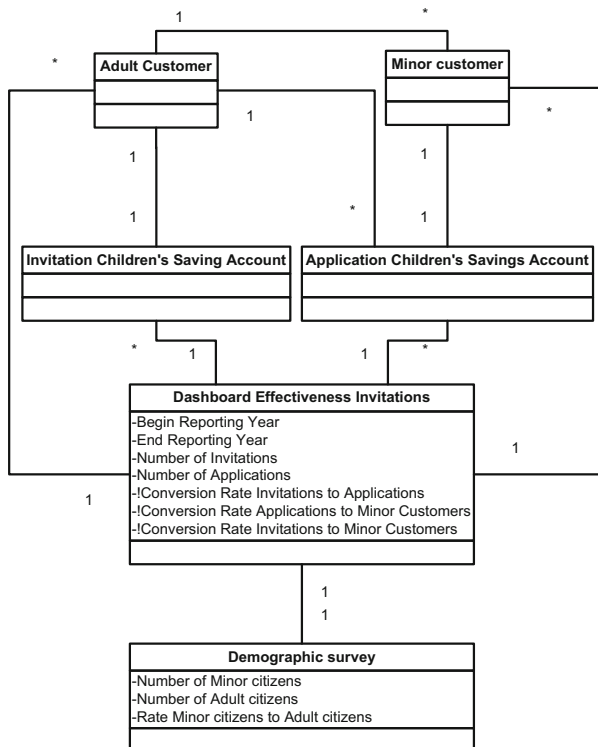 1
*
*
Adult Customer
Minor customer
1
*
1
1
1
*
1
Invitation Children's Saving Account
Application Children's Savings Account
*
1
1
*
Dashboard Effectiveness Invitations
-Begin Reporting Year
-End Reporting Year
-Number of Invitations
-Number of Applications
-!Conversion Rate Invitations to Applications
-!Conversion Rate Applications to Minor Customers
-!Conversion Rate Invitations to Minor Customers
1
1
1
1
Demographic survey
-Number of Minor citizens
-Number of Adult citizens
-Rate Minor citizens to Adult citizens